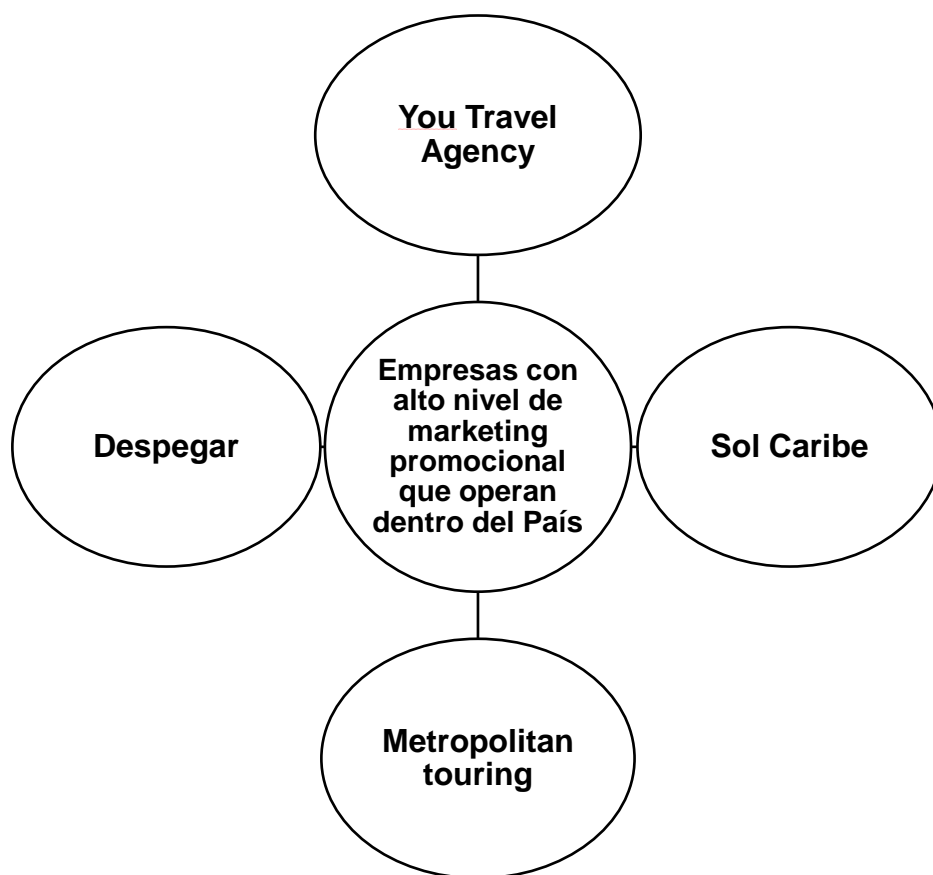 You Travel
Agency
Despegar
Empresas con
alto nivel de
marketing
promocional
que operan
dentro del País
Sol Caribe
Metropolitan
touring